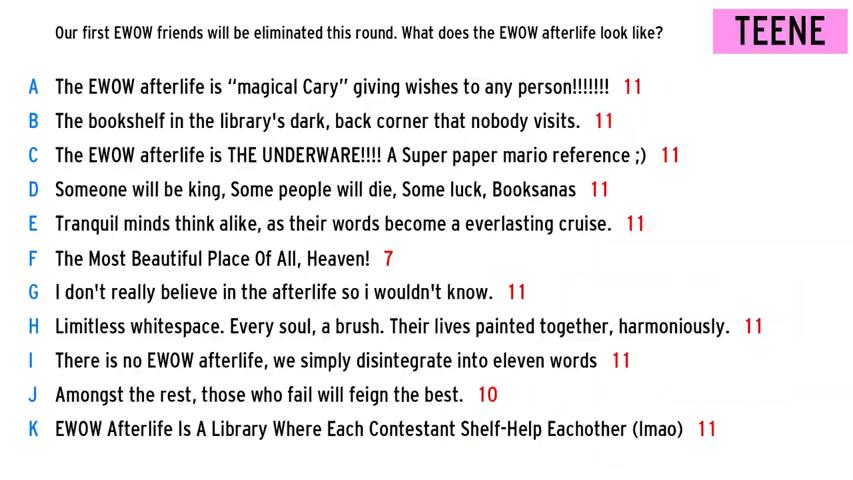 Our first EWOW friends will be eliminated this round. What does the EWOW afterlife look like?
TEENE
A The EWOW afterlife is “magical Cary” giving wishes to any person!!!!!!! 11
B The bookshelf in the library's dark, back corner that nobody visits. 11
C The EWOW afterlife is THE UNDERWARE!!!! A Super paper mario reference ;) 11
D Someone will be king, Some people will die, Some luck, Booksanas 11
E Tranquil minds think alike, as their words become a everlasting cruise. 11
F The Most Beautiful Place Of All, Heaven! 7
G I don't really believe in the afterlife so i wouldn't know. 11
H Limitless whitespace. Every soul, a brush. Their lives painted together, harmoniously. 11
I There is no EWOW afterlife, we simply disintegrate into eleven words 11
J Amongst the rest, those who fail will feign the best. 10
K EWOW Afterlife Is A Library Where Each Contestant Shelf-Help Eachother (lmao) 11